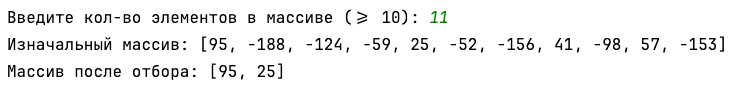 Введите кол-во элементов в массиве (⩾ 10): 11
Изначальный массив: [95, -188, -124, -59, 25, -52, -156, 41, -98, 57, -153]
Массив после отбора: [95, 25]